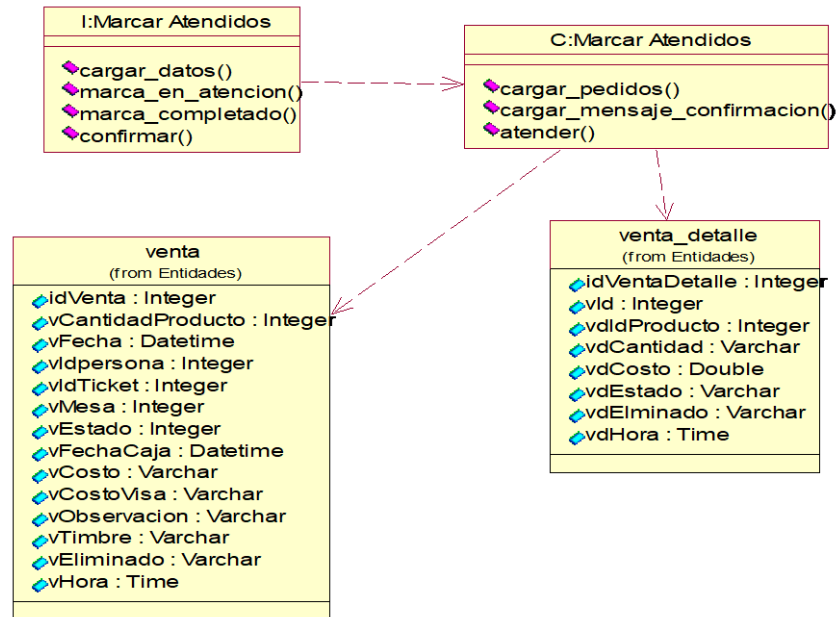 I:Marcar Atendidos
cargar_datos()
marca_en_atencion()
marca_completado()
confirmar()
C:Marcar Atendidos
cargar_pedidos()
cargar_mensaje_confirmacion()
atender()
venta
(from Entidades)
idVenta : Integer
vCantidadProducto : Integer
vFecha : Datetime
vIdpersona : Integer
vIdTicket : Integer
vMesa : Integer
vEstado : Integer
vFechaCaja : Datetime
vCosto : Varchar
vCostoVisa : Varchar
vObservacion : Varchar
vTimbre : Varchar
vEliminado : Varchar
vHora : Time
venta_detalle
(from Entidades)
idVentaDetalle : Integer
vId : Integer
vdIdProducto : Integer
vdCantidad : Varchar
vdCosto : Double
vdEstado : Varchar
vdElminado : Varchar
vdHora : Time